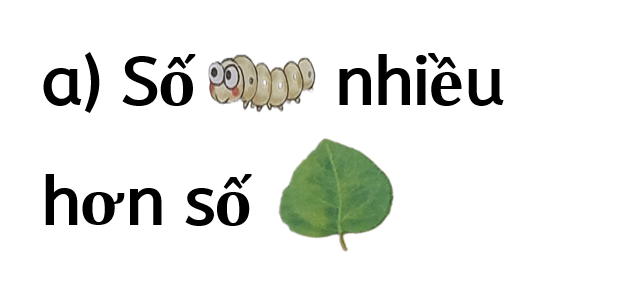 a) Số nhiều
hơn số